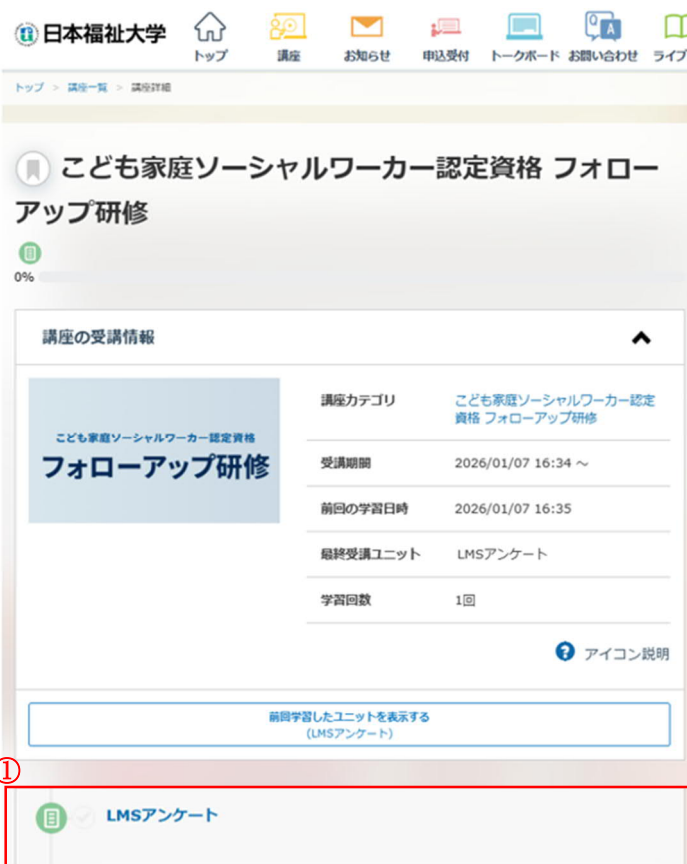 日本福祉大学
トップ
講座
お知らせ
申込受付
トークボード
お問い合わせ
ライブ
トップ > 講座一覧 > 講座詳細
こども家庭ソーシャルワーカー認定資格 フォロー
アップ研修
0%
講座の受講情報
こども家庭ソーシャルワーカー認定資格
フォローアップ研修
講座カテゴリ
こども家庭ソーシャルワーカー認定
資格 フォローアップ研修
受講期間
2026/01/07 16:34 ～
前回の学習日時
2026/01/07 16:35
最終受講ユニット
LMSアンケート
学習回数
1回
? アイコン説明
前回学習したユニットを表示する
(LMSアンケート)
①
LMSアンケート